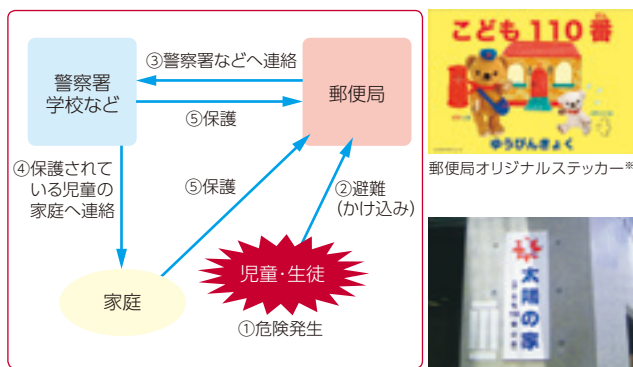 ③警察署などへ連絡
警察署
学校など
郵便局
⑤保護
④保護されて
いる児童の
家庭へ連絡
⑤保護
②避難
(かけ込み)
児童・生徒
家庭
①危険発生
こども110番
ゆうびんきょく
郵便局オリジナルステッカー※
太陽の家